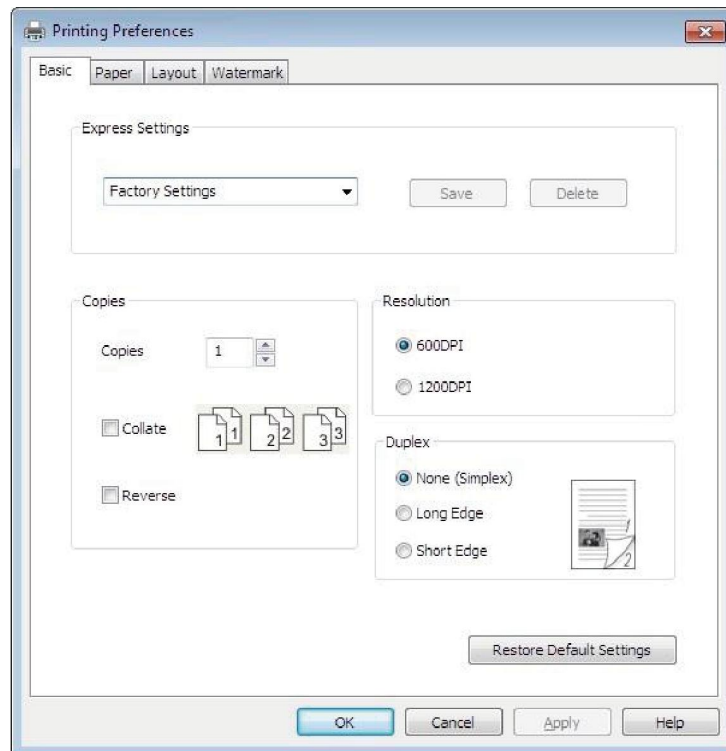 Printing Preferences
Basic Paper Layout Watermark
Express Settings
Factory Settings Save Delete
Copies
Copies 1
Collate 1 1 2 2 3 3
Reverse
Resolution
600DPI
1200DPI
Duplex
None (Simplex)
Long Edge
Short Edge
1
2
Restore Default Settings
OK Cancel Apply Help